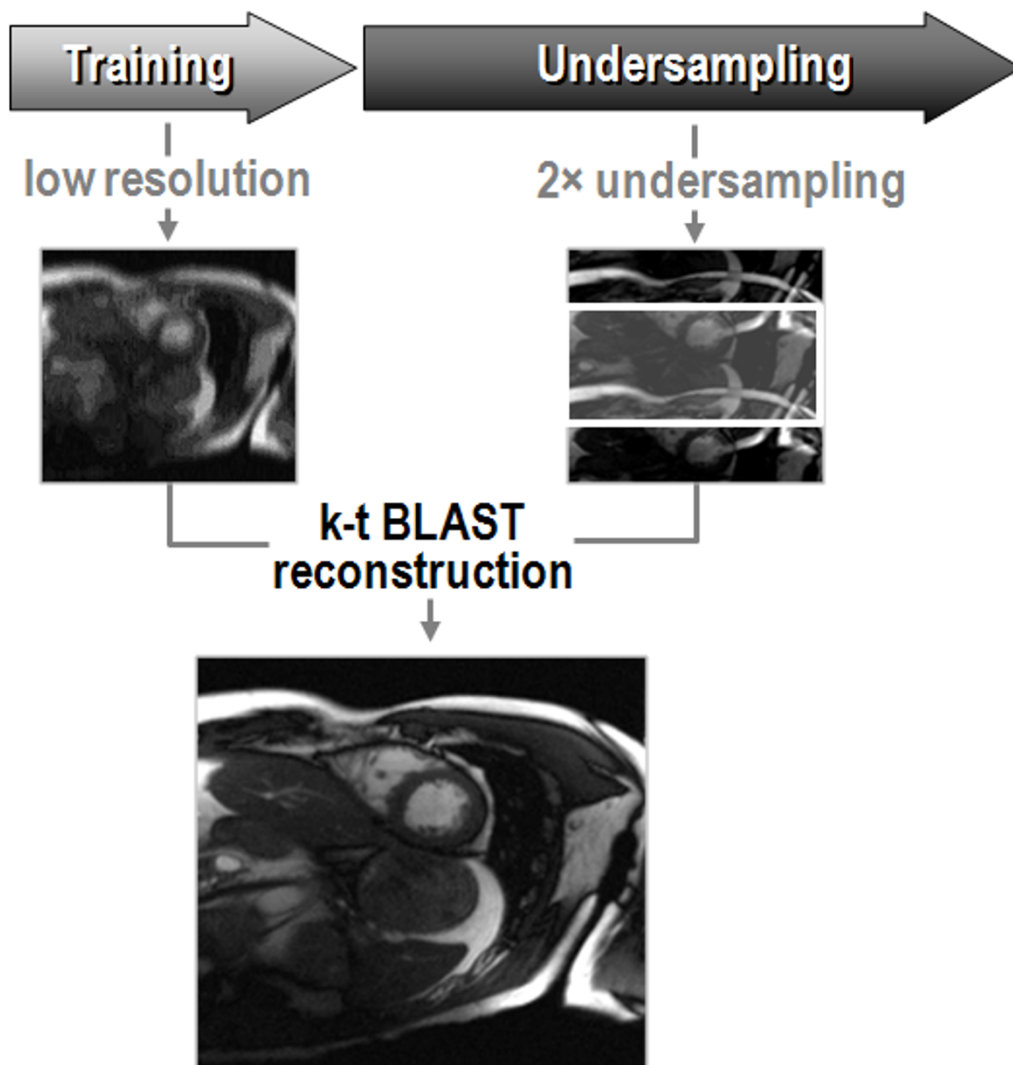 Training
Undersampling
low resolution
2× undersampling
k-t BLAST
reconstruction